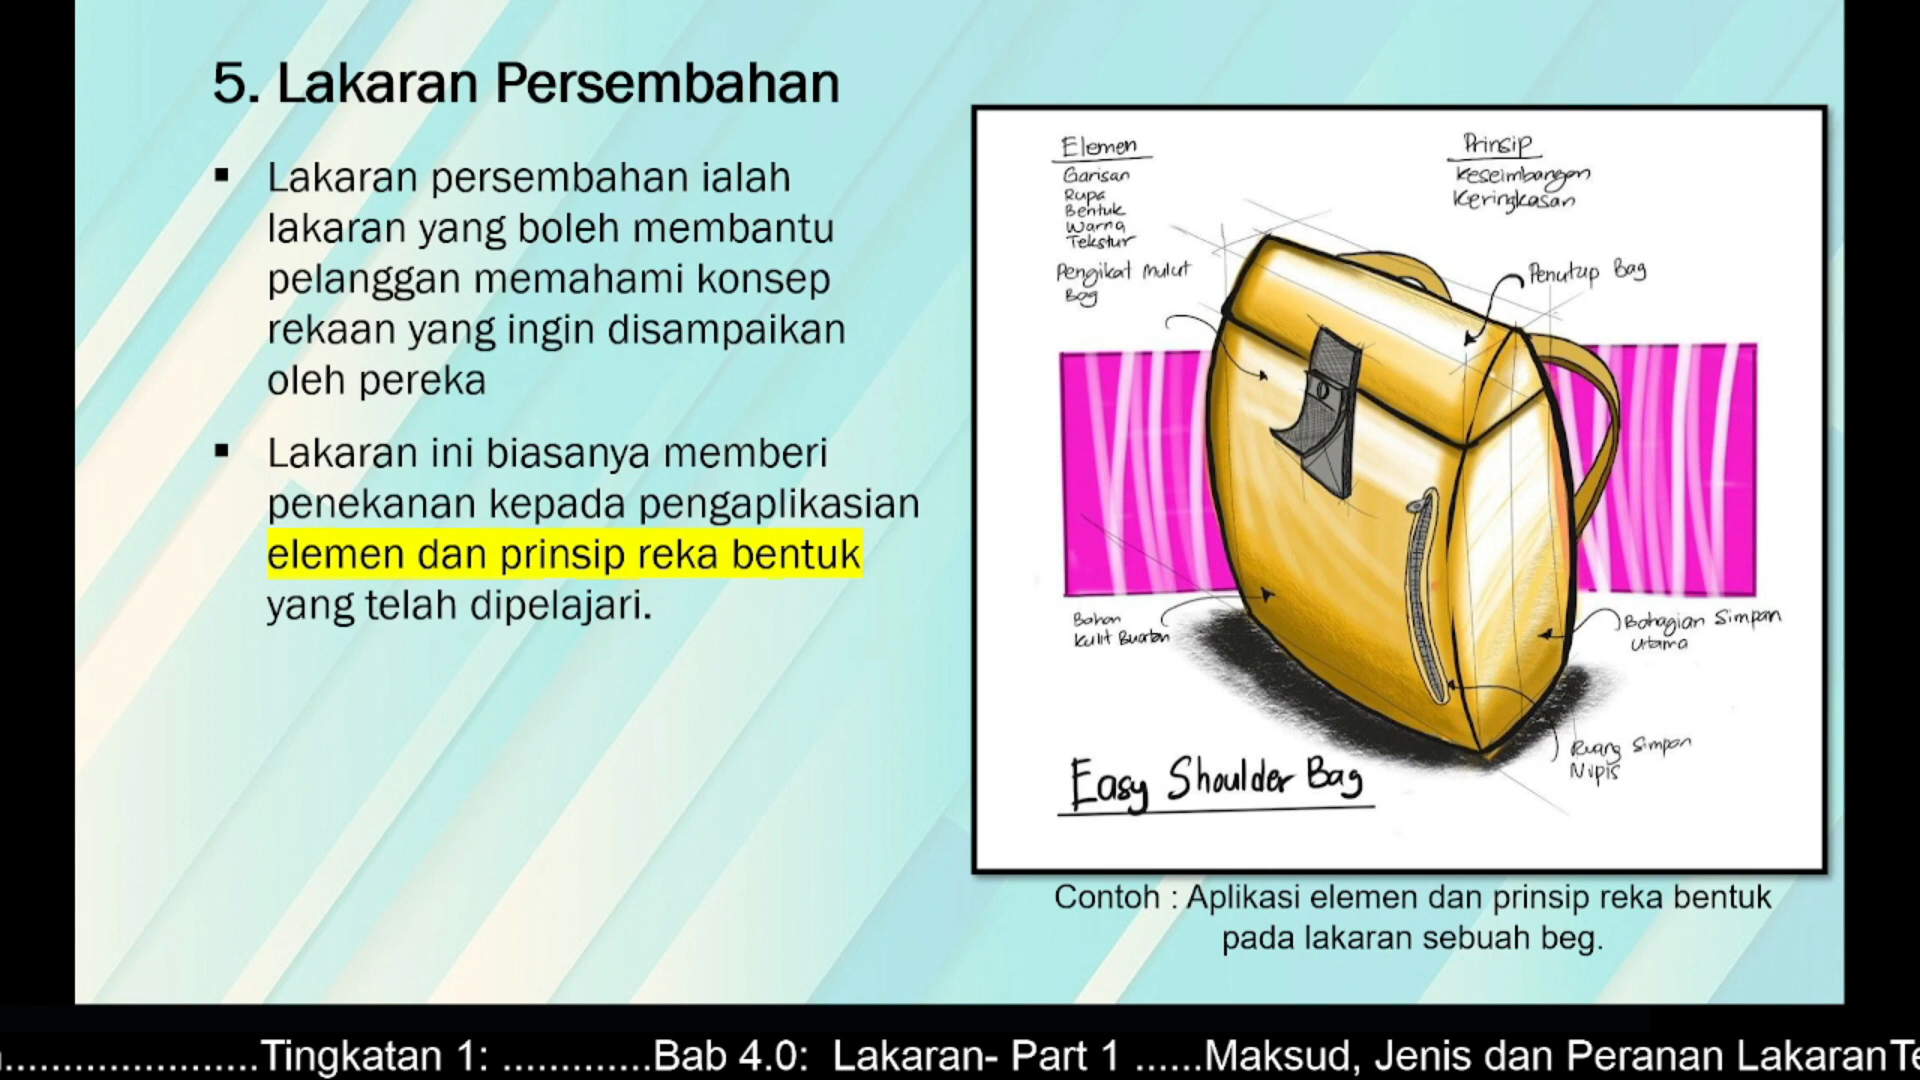 5. Lakaran Persembahan
▪ Lakaran persembahan ialah
lakaran yang boleh membantu
pelanggan memahami konsep
rekaan yang ingin disampaikan
oleh pereka
▪ Lakaran ini biasanya memberi
penekanan kepada pengaplikasian
elemen dan prinsip reka bentuk
yang telah dipelajari.
Elemen
Garisan
Rupa
Bentuk
Warna
Tekstur
Prinsip
Keseimbangan
Keringkasan
Pengikat Mulut
Bag
Penutup Bag
Bahan
Kulit Buatan
Bahagian Simpan
Utama
Ruang Simpan
Nipis
Easy Shoulder Bag
Contoh : Aplikasi elemen dan prinsip reka bentuk
pada lakaran sebuah beg.
......................Tingkatan 1: .............Bab 4.0: Lakaran- Part 1 ......Maksud, Jenis dan Peranan LakaranTe